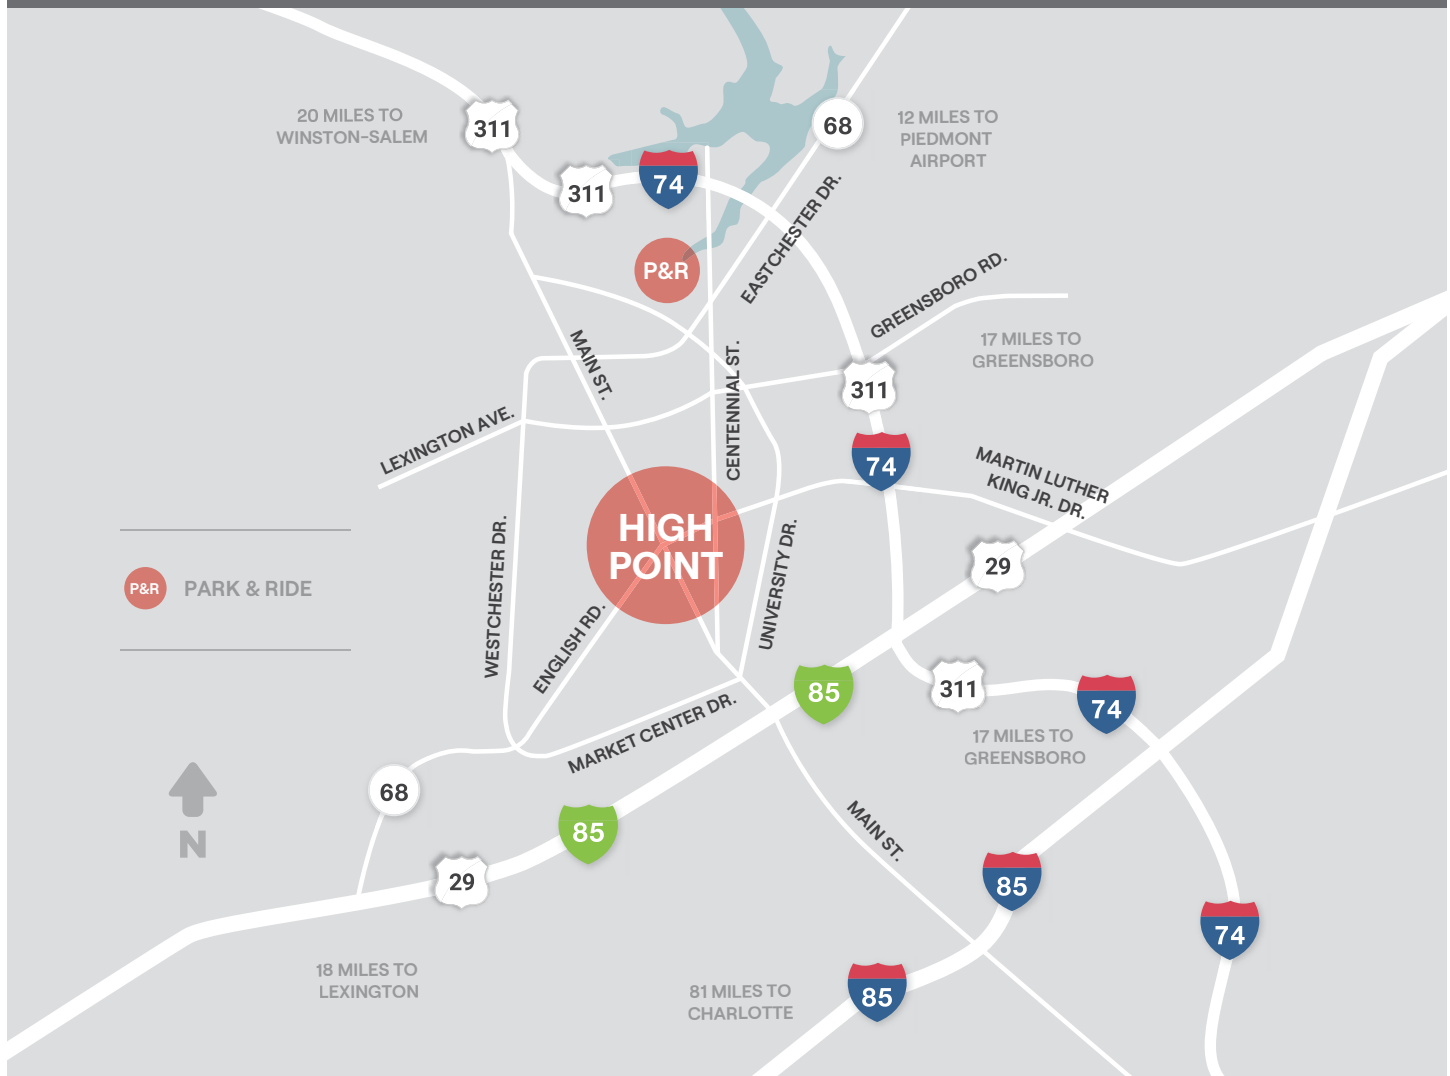 20 MILES TO
WINSTON-SALEM
311
311
74
68
12 MILES TO
PIEDMONT
AIRPORT
P&R
EASTCHESTER DR.
GREENSBORO RD.
17 MILES TO
GREENSBORO
MAIN ST.
CENTENNIAL ST.
311
LEXINGTON AVE.
74
MARTIN LUTHER
KING JR. DR.
HIGH
POINT
29
P&R
PARK & RIDE
WESTCHESTER DR.
ENGLISH RD.
UNIVERSITY DR.
85
311
74
MARKET CENTER DR.
17 MILES TO
GREENSBORO
68
N
85
MAIN ST.
29
85
74
18 MILES TO
LEXINGTON
81 MILES TO
CHARLOTTE
85